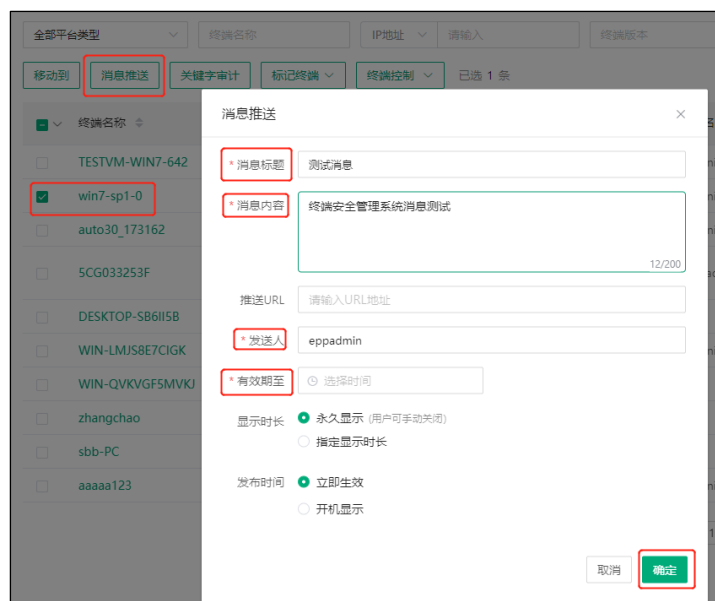 全部平台类型 终端名称 IP地址 请输入 终端版本
移动到 消息推送 关键字审计 标记终端 终端控制 已选 1 条
终端名称
消息推送
TESTVM-WIN7-642
* 消息标题 测试消息
win7-sp1-0
* 消息内容 终端安全管理系统消息测试
auto30_173162
12/200
5CG033253F
推送URL 请输入URL地址
DESKTOP-SB6II5B
* 发送人 eppadmin
WIN-LMJS8E7CIGK
* 有效期至 选择时间
WIN-QVKVGF5MVKJ
显示时长 永久显示 (用户可手动关闭)
zhangchao
指定显示时长
sbb-PC
发布时间 立即生效
aaaaa123
开机显示
取消 确定